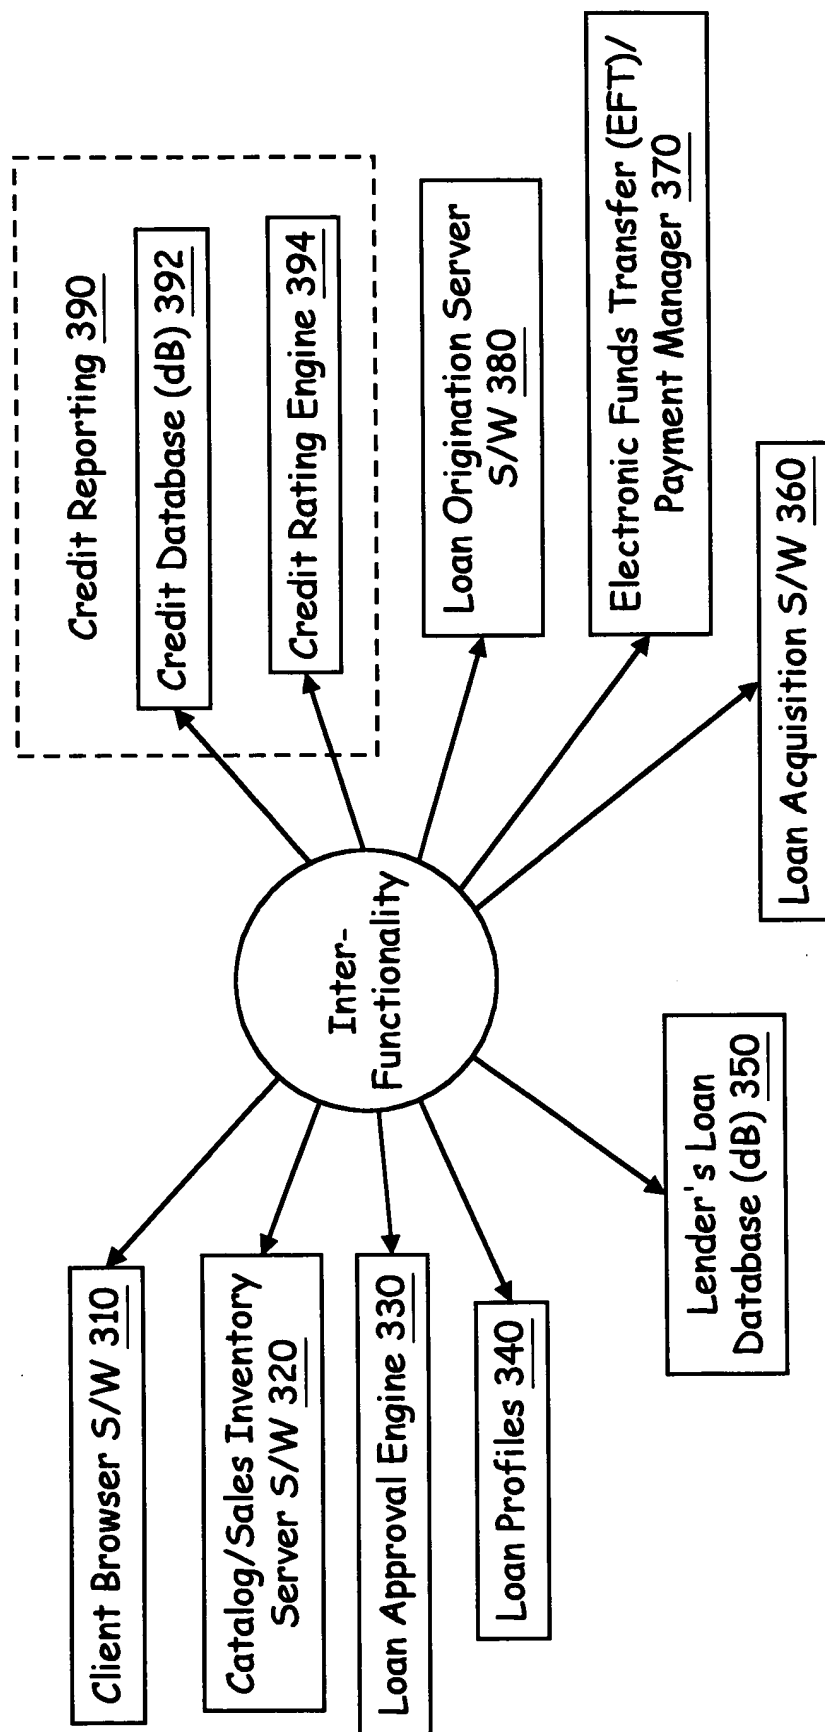 Client Browser S/W 310
Catalog/Sales Inventory
Server S/W 320
Loan Approval Engine 330
Loan Profiles 340
Lender's Loan
Database (dB) 350
Inter-
Functionality
Credit Reporting 390
Credit Database (dB) 392
Credit Rating Engine 394
Loan Origination Server
S/W 380
Electronic Funds Transfer (EFT)/
Payment Manager 370
Loan Acquisition S/W 360